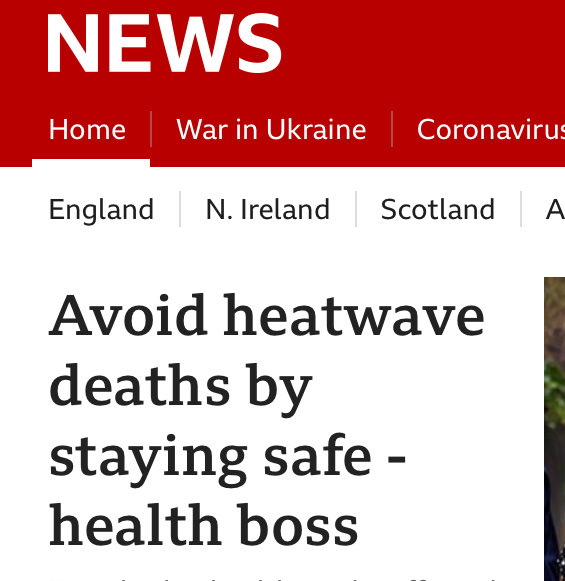 NEWS
Home War in Ukraine Coronavirus
England N. Ireland Scotland
Avoid heatwave
deaths by
staying safe -
health boss